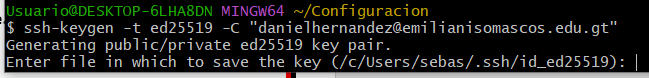 Usuario@DESKTOP-6LHA8DN MINGW64 ~/Configuracion
$ ssh-keygen -t ed25519 -C "danielhernandez@emilianisomascos.edu.gt"
Generating public/private ed25519 key pair.
Enter file in which to save the key (/c/Users/sebas/.ssh/id_ed25519):